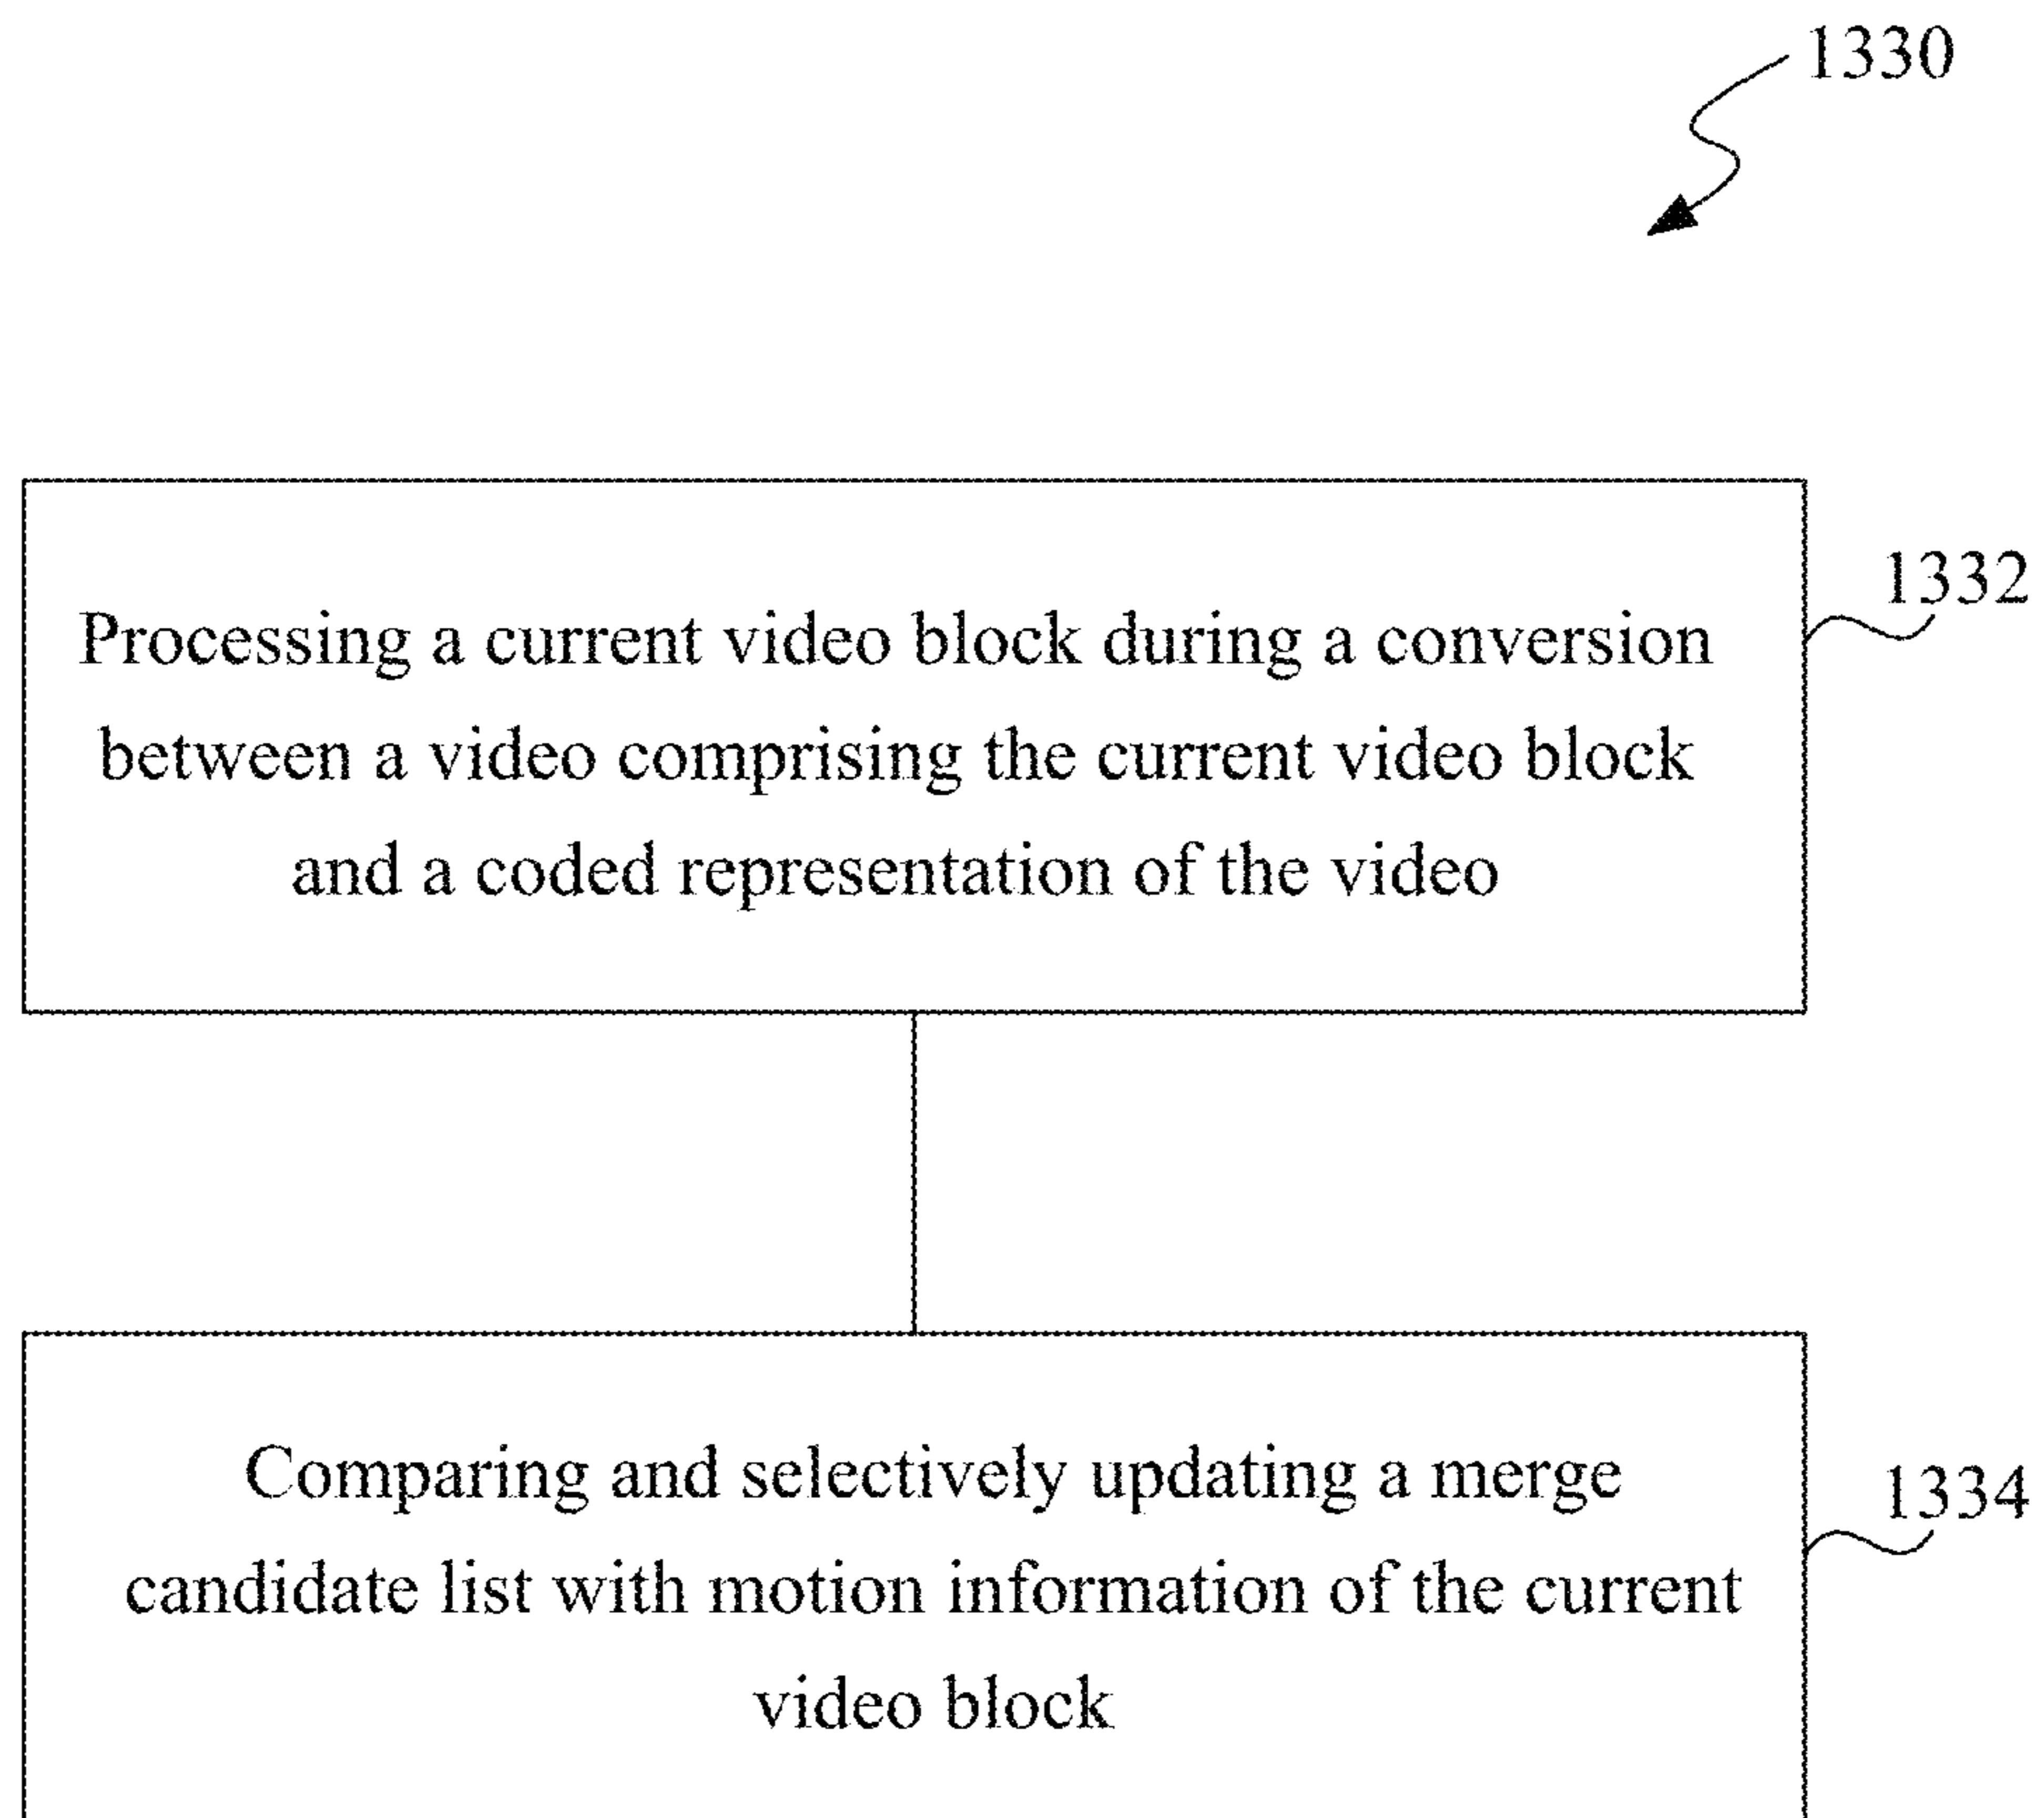 1330
1332
Processing a current video block during a conversion
between a video comprising the current video block
and a coded representation of the video
1334
Comparing and selectively updating a merge
candidate list with motion information of the current
video block